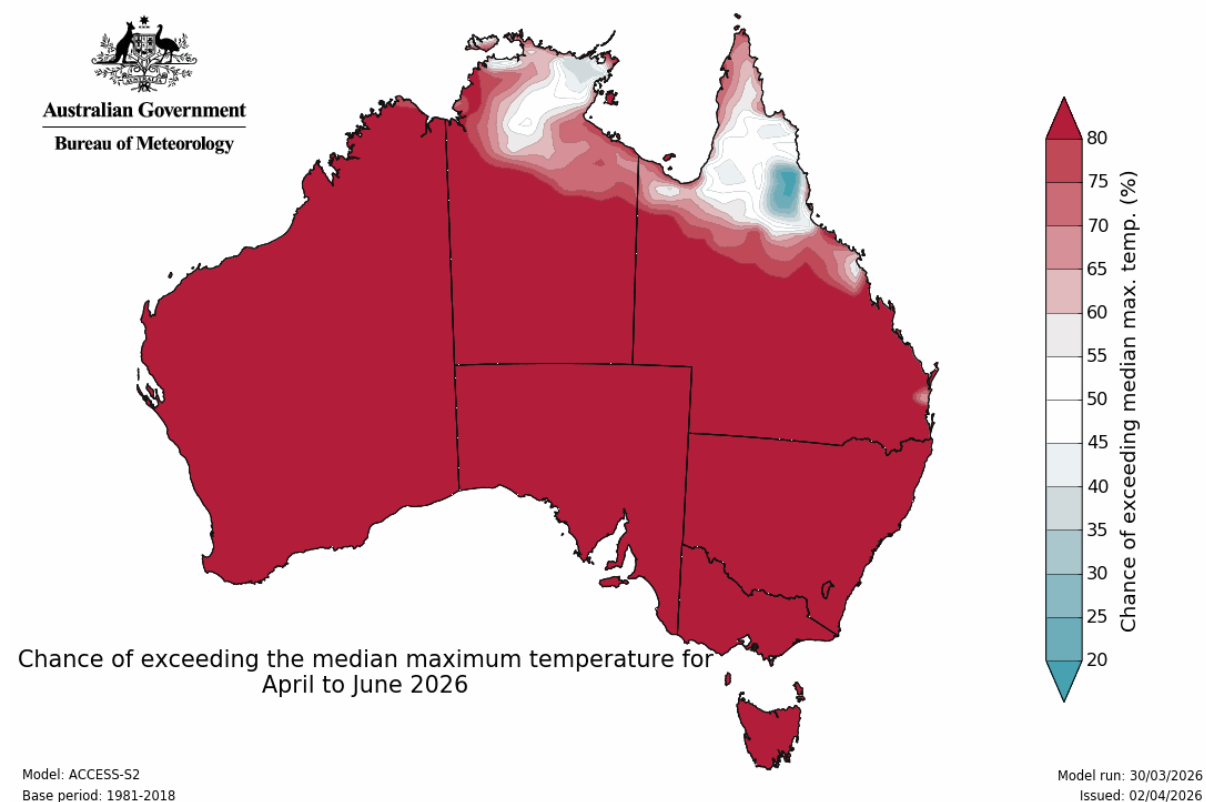 Australian Government
Bureau of Meteorology
80
75
70
65
60
55
50
45
40
35
30
25
20
Chance of exceeding median max. temp. (%)
Chance of exceeding the median maximum temperature for
April to June 2026
Model: ACCESS-S2
Base period: 1981-2018
Model run: 30/03/2026
Issued: 02/04/2026